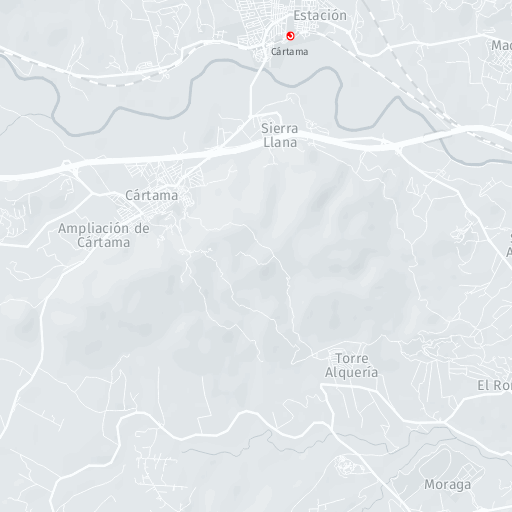 Estación
Cártama
Sierra
Llana
Cártama
Ampliación de
Cártama
Torre
Alquería
Moraga